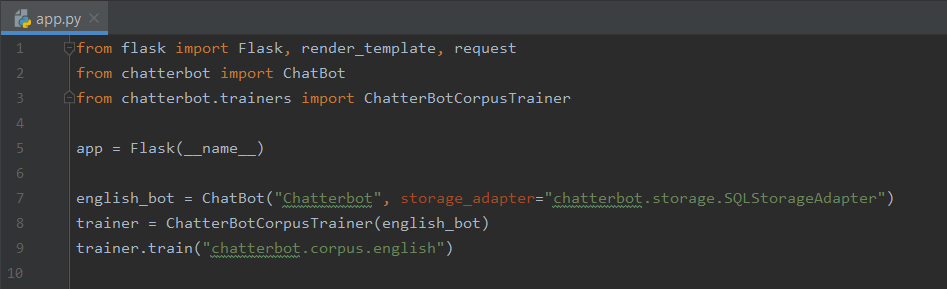 app.py
1 from flask import Flask, render_template, request
2 from chatterbot import ChatBot
3 from chatterbot.trainers import ChatterBotCorpusTrainer
4
5 app = Flask(__name__)
6
7 english_bot = ChatBot("Chatterbot", storage_adapter="chatterbot.storage.SQLStorageAdapter")
8 trainer = ChatterBotCorpusTrainer(english_bot)
9 trainer.train("chatterbot.corpus.english")
10